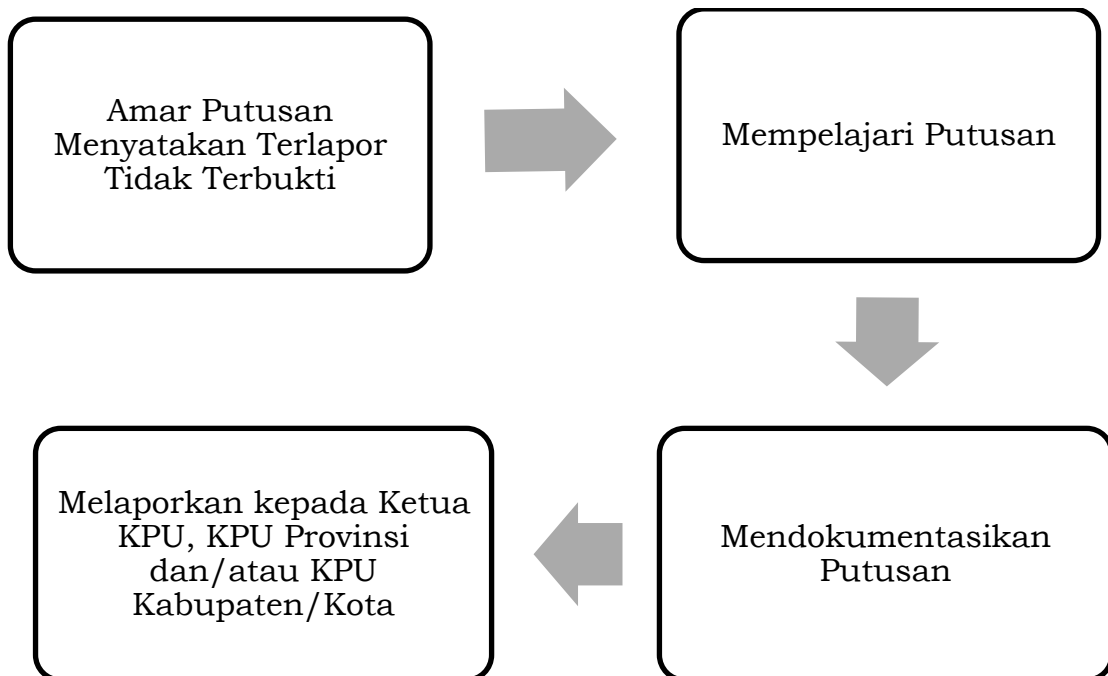 Amar Putusan
Menyatakan Terlapor
Tidak Terbukti
Mempelajari Putusan
Mendokumentasikan
Putusan
Melaporkan kepada Ketua
KPU, KPU Provinsi
dan/atau KPU
Kabupaten/Kota